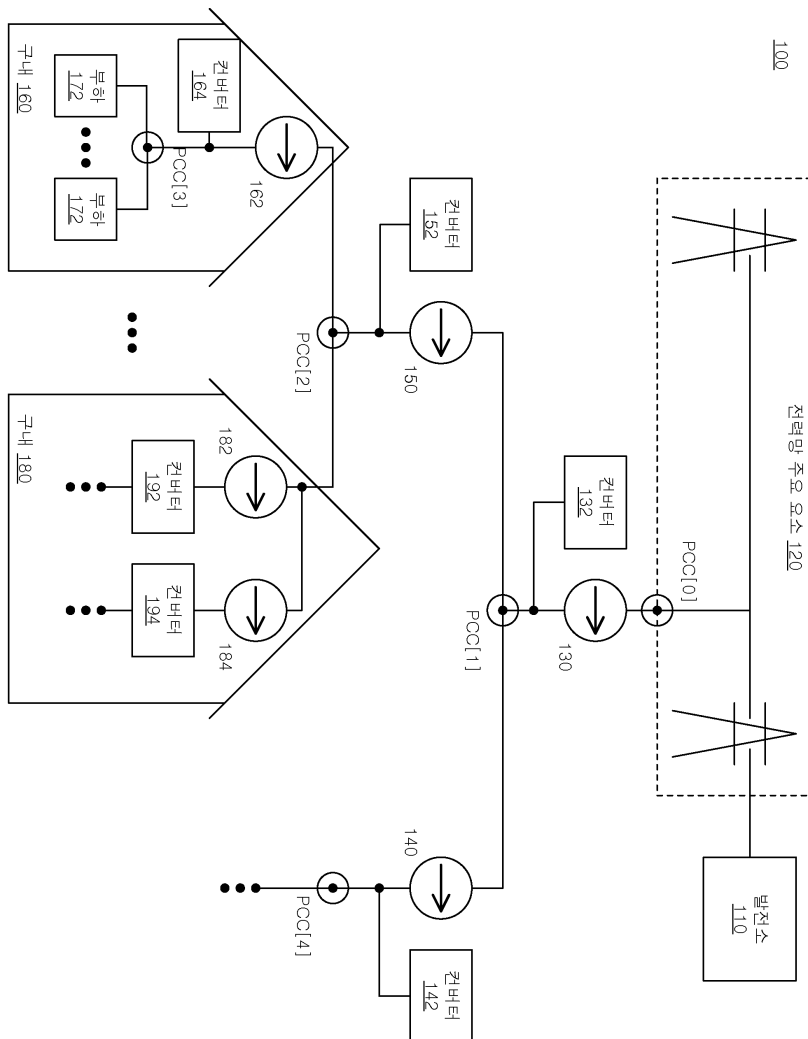 100
전력망 주요 요소 120
발전소
110
PCC[0]
컨버터
132
130
PCC[1]
컨버터
152
컨버터
142
150
140
PCC[2]
PCC[4]
162
컨버터
164
PCC[3]
182
184
컨버터
192
컨버터
194
부하
172
부하
172
구내 160
구내 180